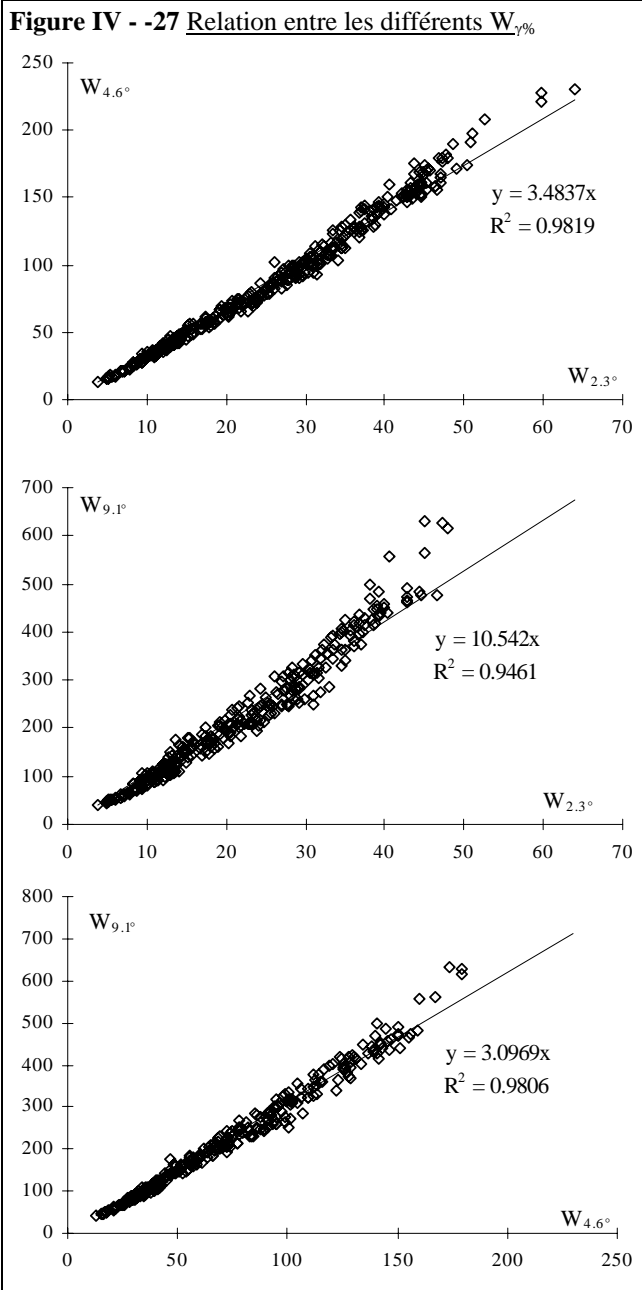 Figure IV - -27 Relation entre les différents Wγ%
250
W4.6°
200
150
y = 3.4837x
R² = 0.9819
100
50
W2.3°
0
0 10 20 30 40 50 60 70
700
W9.1°
600
500
400
y = 10.542x
R² = 0.9461
300
200
100
W2.3°
0
0 10 20 30 40 50 60 70
800
W9.1°
700
600
500
y = 3.0969x
400
R² = 0.9806
300
200
100
W4.6°
0
0 50 100 150 200 250